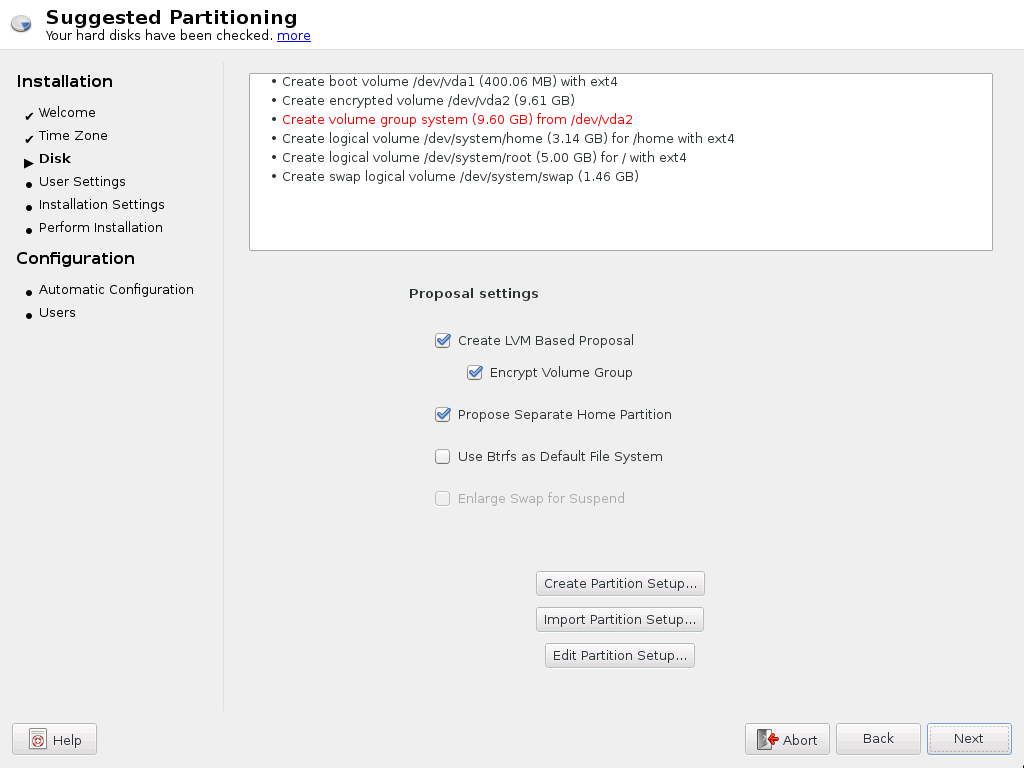 Suggested Partitioning
Your hard disks have been checked. more
Installation
Welcome
Time Zone
Disk
User Settings
Installation Settings
Perform Installation
Configuration
Automatic Configuration
Users
• Create boot volume /dev/vda1 (400.06 MB) with ext4
• Create encrypted volume /dev/vda2 (9.61 GB)
• Create volume group system (9.60 GB) from /dev/vda2
• Create logical volume /dev/system/home (3.14 GB) for /home with ext4
• Create logical volume /dev/system/root (5.00 GB) for / with ext4
• Create swap logical volume /dev/system/swap (1.46 GB)
Proposal settings
Create LVM Based Proposal
Encrypt Volume Group
Propose Separate Home Partition
Use Btrfs as Default File System
Enlarge Swap for Suspend
Create Partition Setup...
Import Partition Setup...
Edit Partition Setup...
Help
Abort
Back
Next